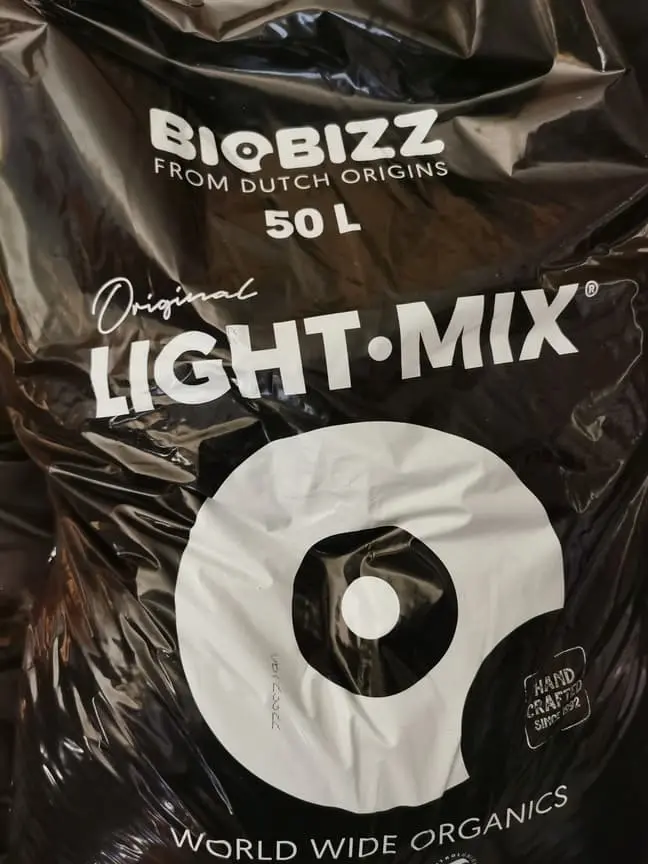 BIOBIZZ
FROM DUTCH ORIGINS
50 L
Original
LIGHT·MIX®
HAND
CRAFTED
SINCE 1992
WORLD WIDE ORGANICS